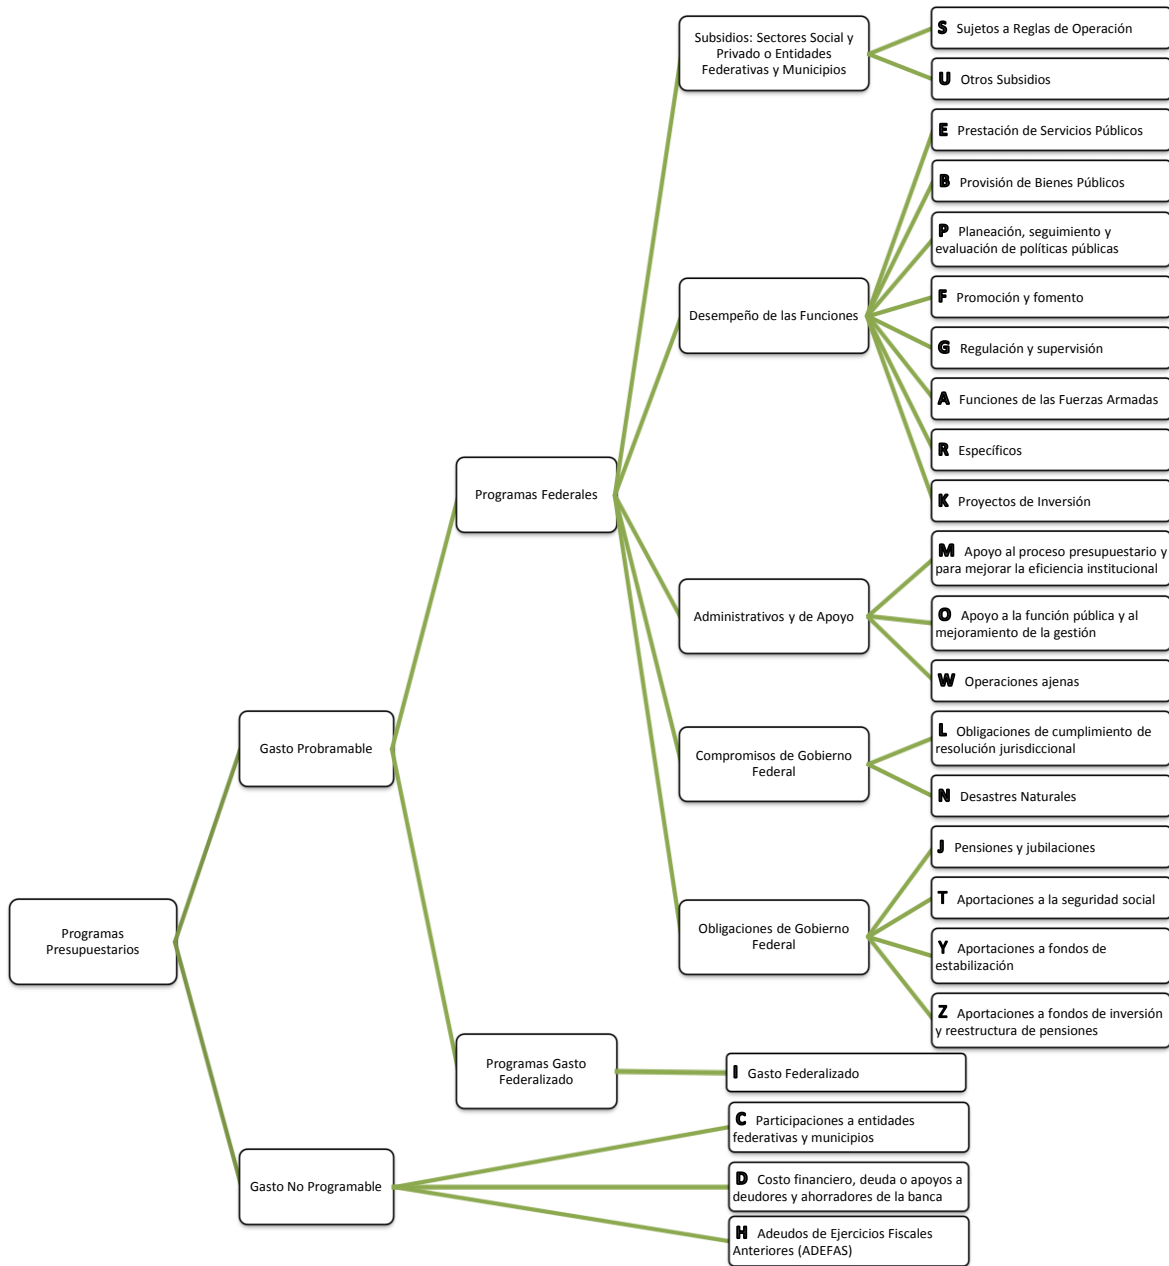 Subsidios: Sectores Social y
Privado o Entidades
Federativas y Municipios
S Sujetos a Reglas de Operación
U Otros Subsidios
E Prestación de Servicios Públicos
B Provisión de Bienes Públicos
P Planeación, seguimiento y
evaluación de políticas públicas
F Promoción y fomento
Desempeño de las Funciones
G Regulación y supervisión
A Funciones de las Fuerzas Armadas
R Específicos
K Proyectos de Inversión
Programas Federales
M Apoyo al proceso presupuestario y
para mejorar la eficiencia institucional
Administrativos y de Apoyo
O Apoyo a la función pública y al
mejoramiento de la gestión
W Operaciones ajenas
Gasto Probramable
Compromisos de Gobierno
Federal
L Obligaciones de cumplimiento de
resolución jurisdiccional
N Desastres Naturales
J Pensiones y jubilaciones
T Aportaciones a la seguridad social
Programas
Presupuestarios
Obligaciones de Gobierno
Federal
Y Aportaciones a fondos de
estabilización
Z Aportaciones a fondos de inversión
y reestructura de pensiones
Programas Gasto
Federalizado
I Gasto Federalizado
C Participaciones a entidades
federativas y municipios
Gasto No Programable
D Costo financiero, deuda o apoyos a
deudores y ahorradores de la banca
H Adeudos de Ejercicios Fiscales
Anteriores (ADEFAS)